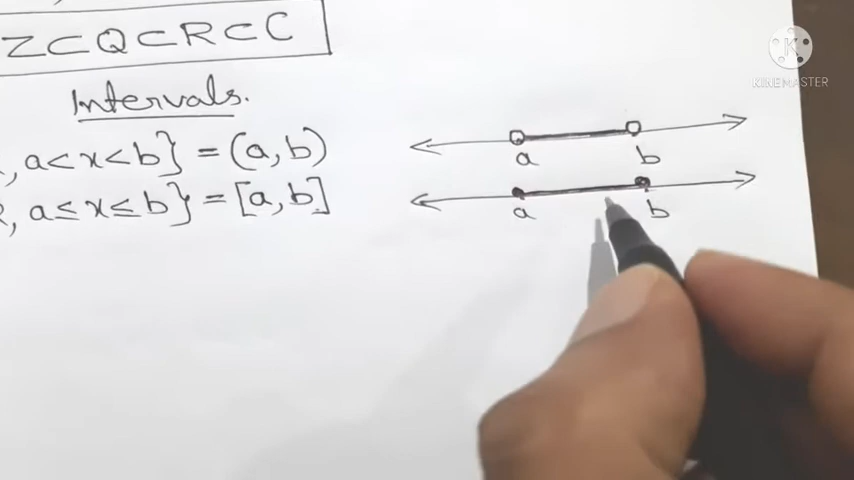 Z⊂Q⊂R⊂C
Intervals.
, a<x<b} = (a,b)
, a≤x≤b} = [a,b]
a b
a b
K
KINEMASTER